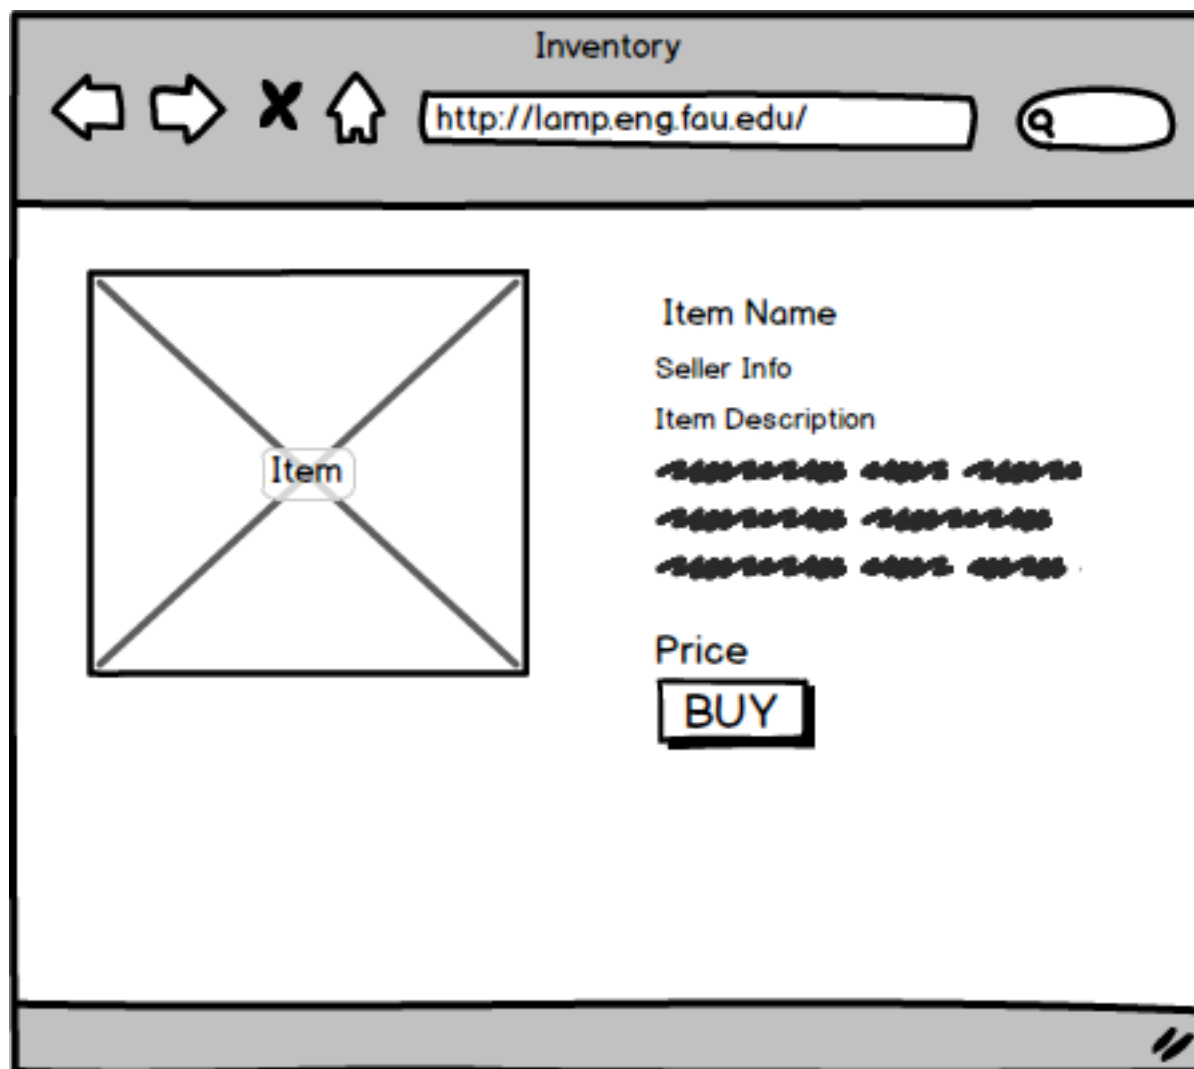 Inventory
http://lamp.eng.fau.edu/
Item
Item Name
Seller Info
Item Description
Price
BUY